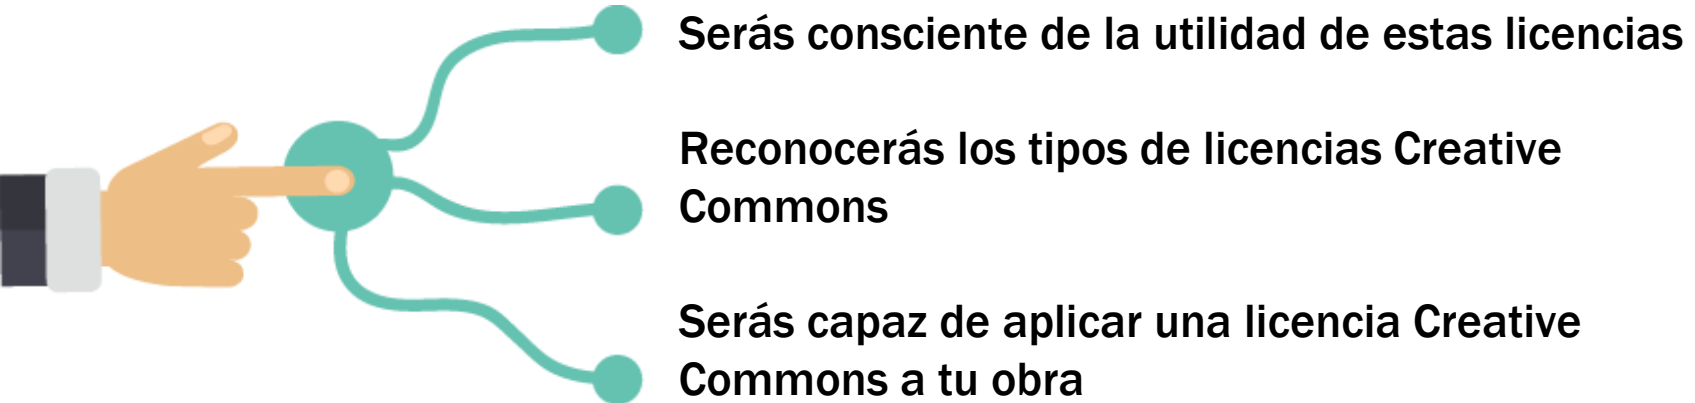 Serás consciente de la utilidad de estas licencias
Reconocerás los tipos de licencias Creative
Commons
Serás capaz de aplicar una licencia Creative
Commons a tu obra